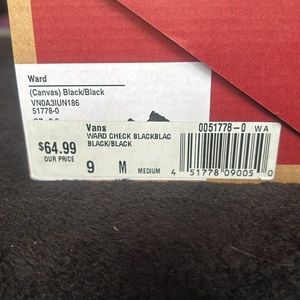 Ward
(Canvas) Black/Black
VN0A3IUN186
51778-0
Vans
0051778-0 WA
WARD CHECK BLACKBLAC
BLACK/BLACK
$64.99
OUR PRICE
9 M MEDIUM
4 51778 09005 0